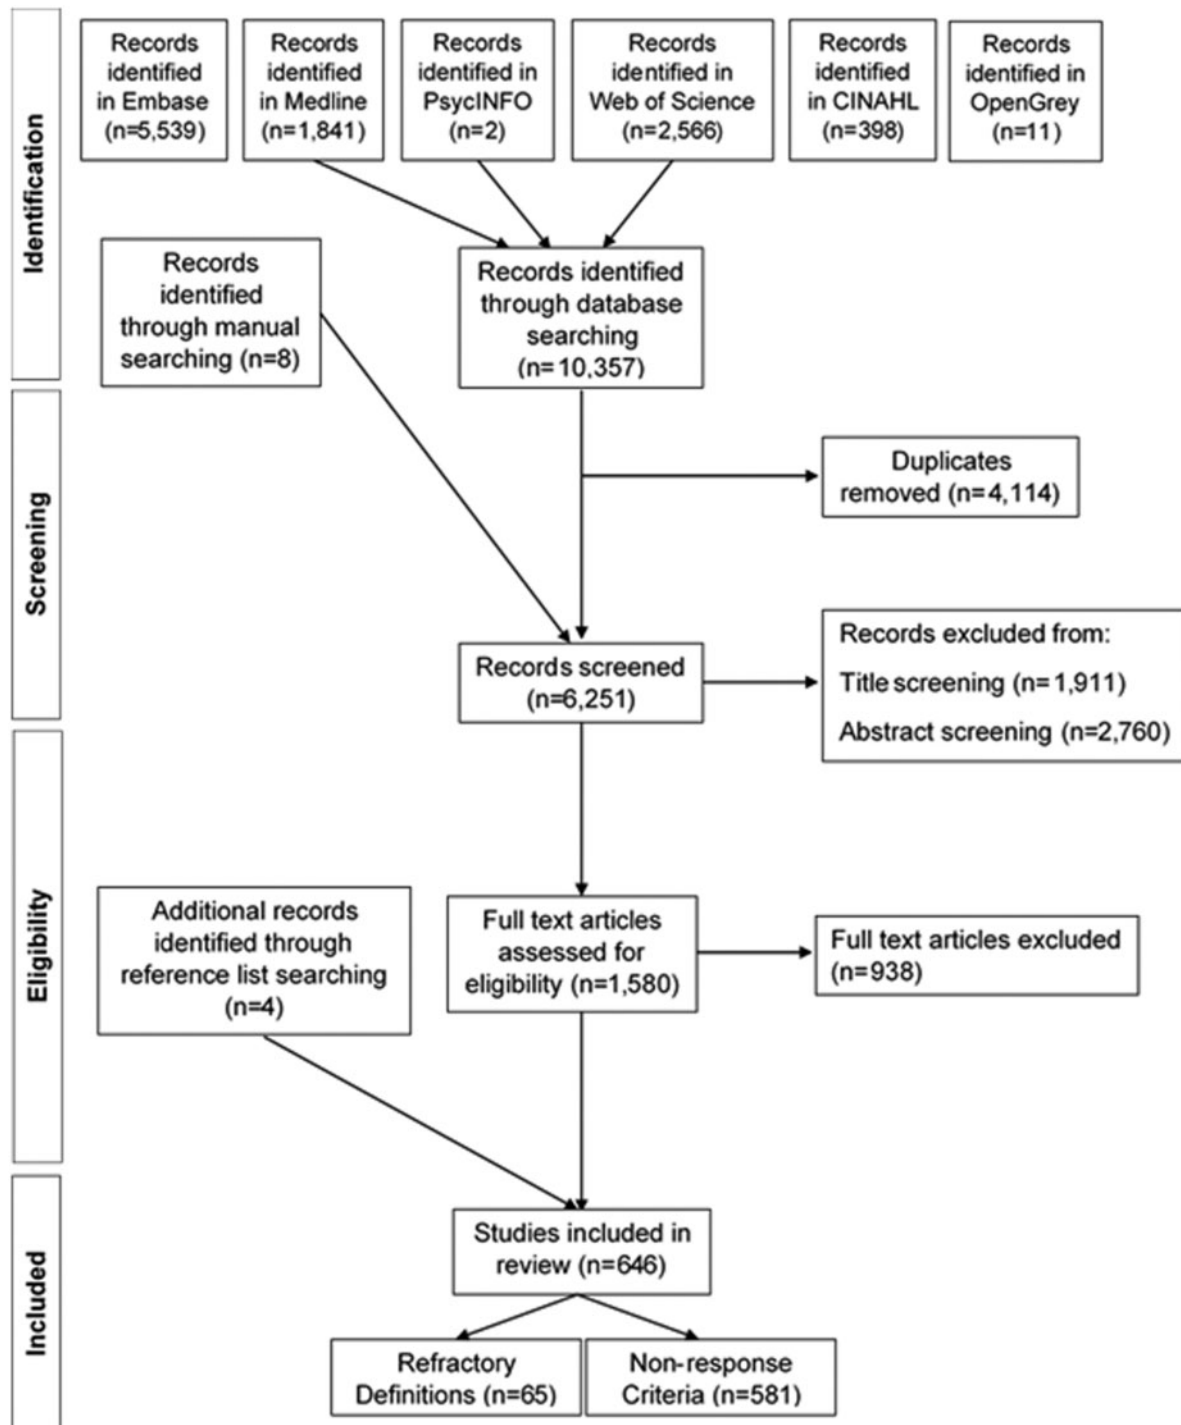 Identification
Records
identified
in Embase
(n=5,539)
Records
identified
in Medline
(n=1,841)
Records
identified in
PsycINFO
(n=2)
Records
identified in
Web of Science
(n=2,566)
Records
identified
in CINAHL
(n=398)
Records
identified in
OpenGrey
(n=11)
Records
identified
through manual
searching (n=8)
Records identified
through database
searching
(n=10,357)
Screening
Duplicates
removed (n=4,114)
Records screened
(n=6,251)
Records excluded from:
Title screening (n=1,911)
Abstract screening (n=2,760)
Eligibility
Additional records
identified through
reference list searching
(n=4)
Full text articles
assessed for
eligibility (n=1,580)
Full text articles excluded
(n=938)
Included
Studies included in
review (n=646)
Refractory
Definitions (n=65)
Non-response
Criteria (n=581)